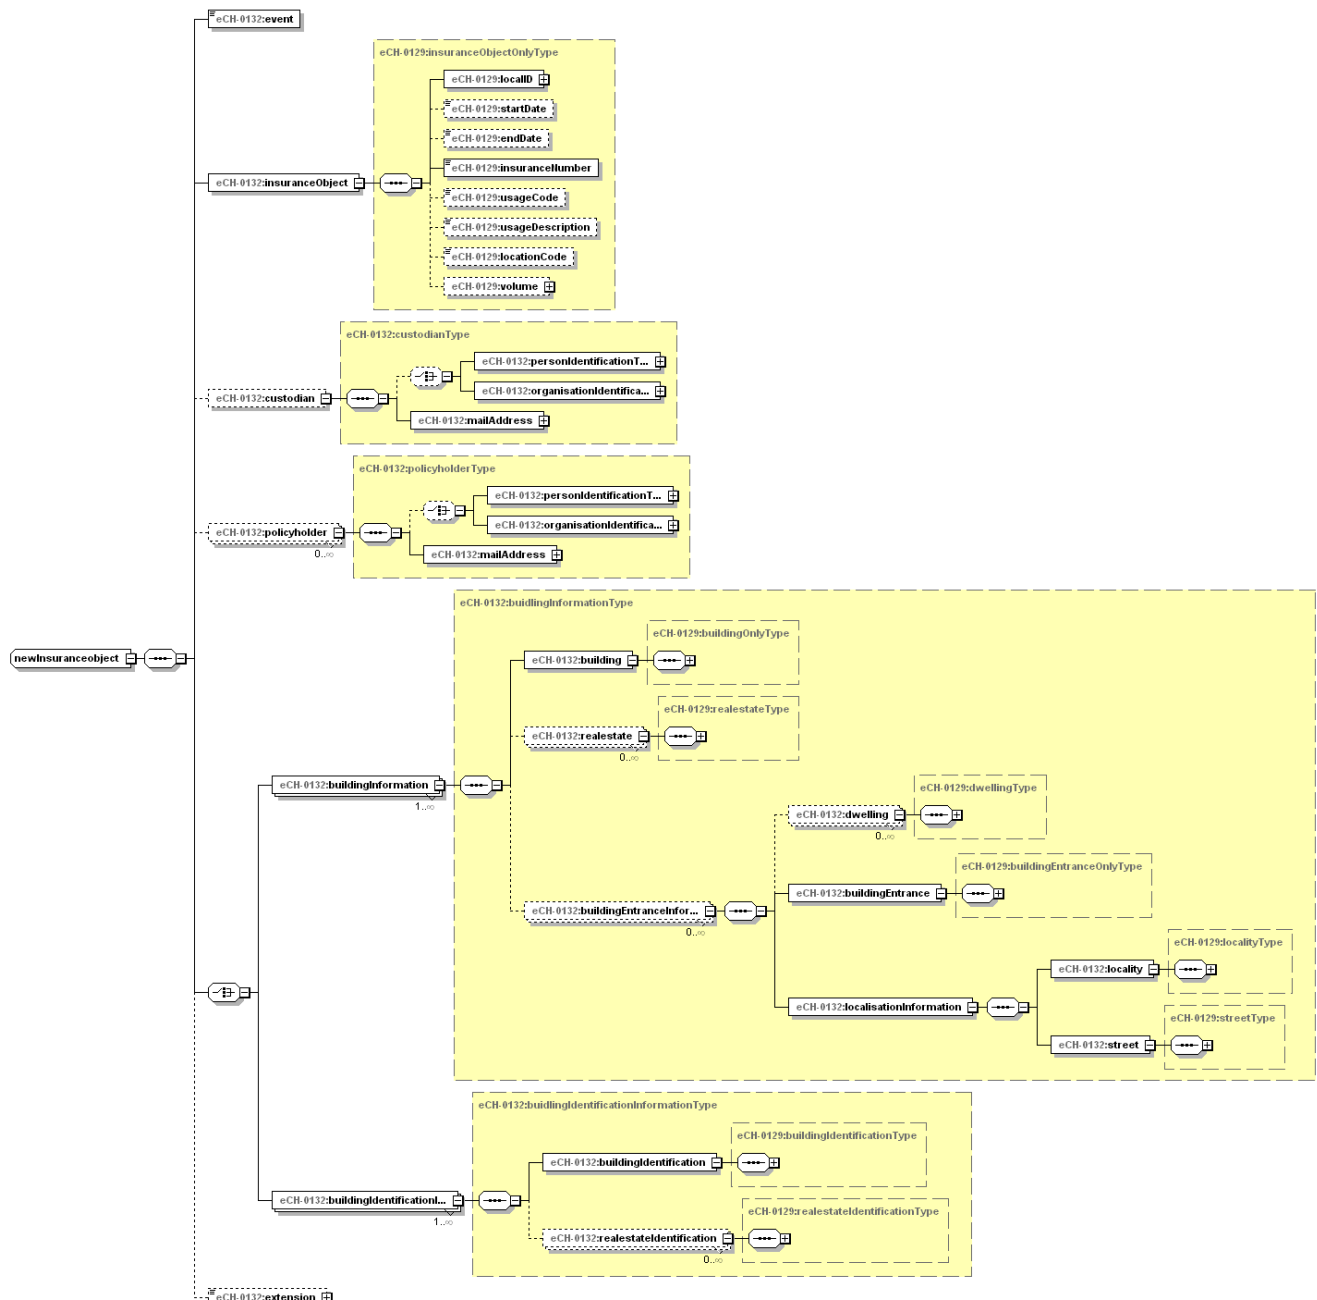 eCH-0132:event
eCH-0129:insuranceObjectOnlyType
eCH-0129:localID
eCH-0129:startDate
eCH-0129:endDate
eCH-0129:insuranceNumber
eCH-0132:insuranceObject
eCH-0129:usageCode
eCH-0129:usageDescription
eCH-0129:locationCode
eCH-0129:volume
eCH-0132:custodianType
eCH-0132:personIdentificationT...
eCH-0132:organisationIdentifica...
eCH-0132:custodian
eCH-0132:mailAddress
eCH-0132:policyholderType
eCH-0132:personIdentificationT...
eCH-0132:organisationIdentifica...
eCH-0132:policyholder
0..∞
eCH-0132:mailAddress
eCH-0132:buidlingInformationType
eCH-0129:buildingOnlyType
newInsuranceobject
eCH-0132:building
eCH-0129:realestateType
eCH-0132:realestate
0..∞
eCH-0132:buildingInformation
1..∞
eCH-0129:dwellingType
eCH-0132:dwelling
0..∞
eCH-0129:buildingEntranceOnlyType
eCH-0132:buildingEntrance
eCH-0132:buildingEntranceInfor...
0..∞
eCH-0129:localityType
eCH-0132:locality
eCH-0132:localisationInformation
eCH-0129:streetType
eCH-0132:street
eCH-0132:buidlingIdentificationInformationType
eCH-0129:buildingIdentificationType
eCH-0132:buildingIdentification
eCH-0132:buildingIdentificationI...
1..∞
eCH-0129:realestateIdentificationType
eCH-0132:realestateIdentification
0..∞
eCH-0132:extension